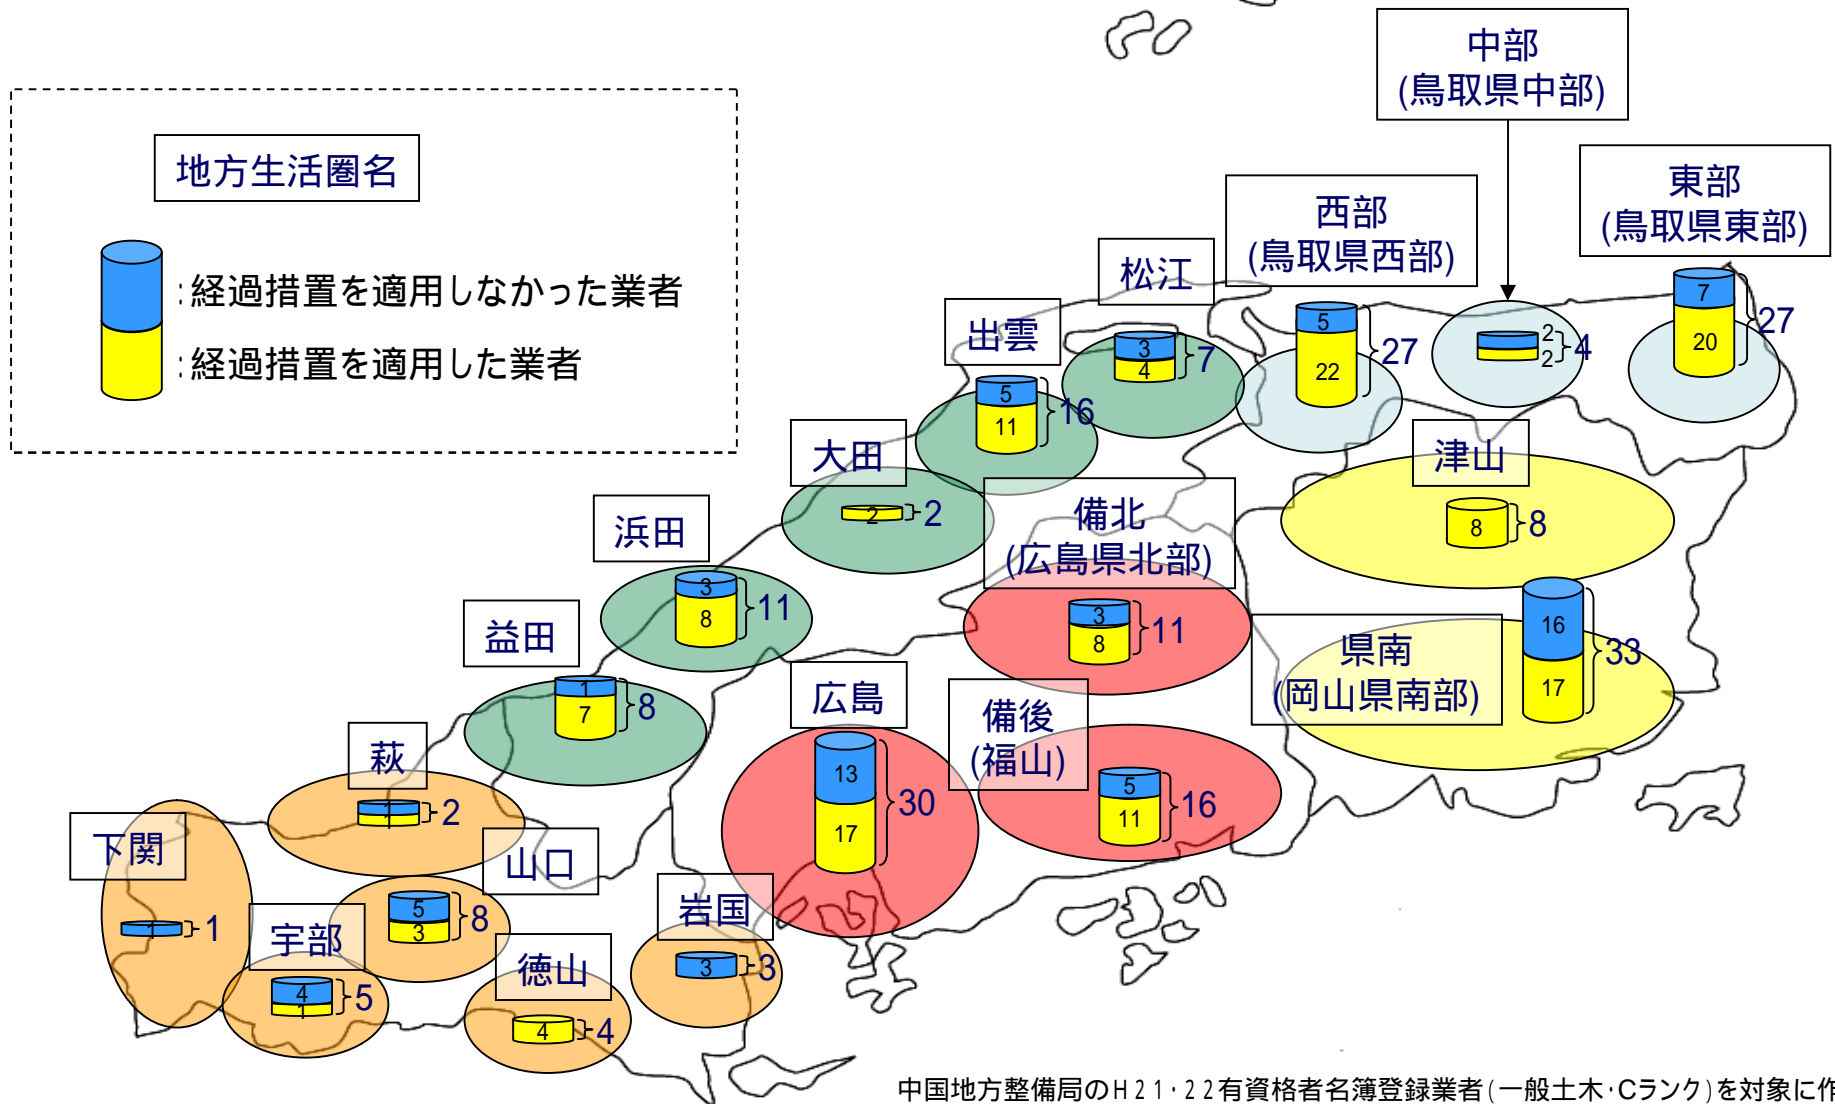 地方生活圏名
:経過措置を適用しなかった業者
:経過措置を適用した業者
中部
(鳥取県中部)
2
2
4
東部
(鳥取県東部)
7
20
27
西部
(鳥取県西部)
5
22
27
松江
3
4
7
出雲
5
11
16
大田
2
2
浜田
3
8
11
益田
1
7
8
津山
8
8
備北
(広島県北部)
3
8
11
県南
(岡山県南部)
16
17
33
広島
13
17
30
備後
(福山)
5
11
16
萩
1
1
2
下関
1
1
山口
5
3
8
宇部
4
1
5
徳山
4
4
岩国
3
3
中国地方整備局のH21・22有資格者名簿登録業者(一般土木・Cランク)を対象に作